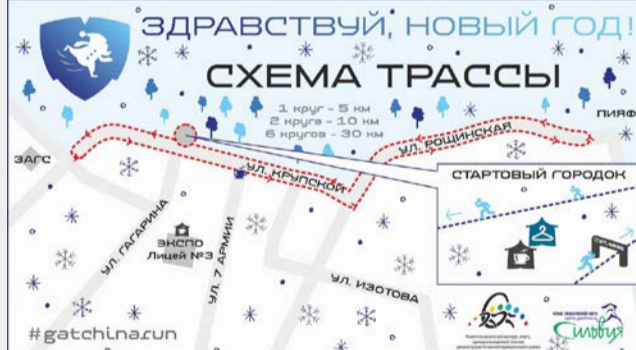 ЗДРАВСТВУЙ, НОВЫЙ ГОД!
СХЕМА ТРАССЫ
1 круг - 5 км
2 круга - 10 км
6 кругов - 30 км
ПИЯФ
УЛ. РОЩИНСКАЯ
ЗАГС
УЛ. КРУПСКОЙ
СТАРТОВЫЙ ГОРОДОК
УЛ. ГАГАРИНА
ЭКСПО
Лицей №3
УЛ. 7 АРМИИ
УЛ. ИЗОТОВА
#gatchina.run
Сильвия